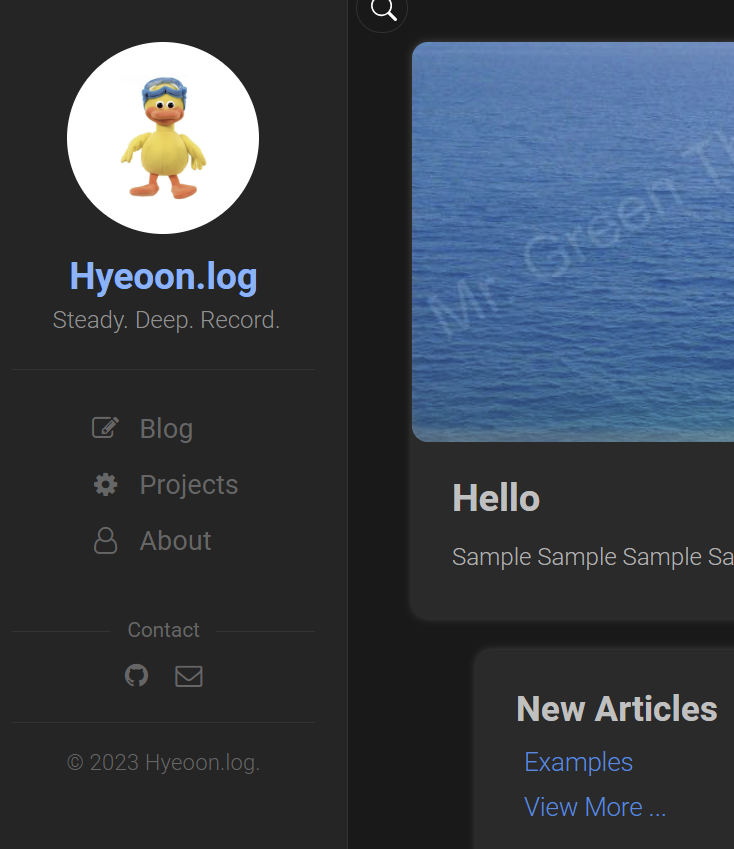 Hyeoon.log
Steady. Deep. Record.
Blog
Projects
About
Contact
© 2023 Hyeoon.log.
Mr. Green Th
Hello
Sample Sample Sample Sa
New Articles
Examples
View More ...